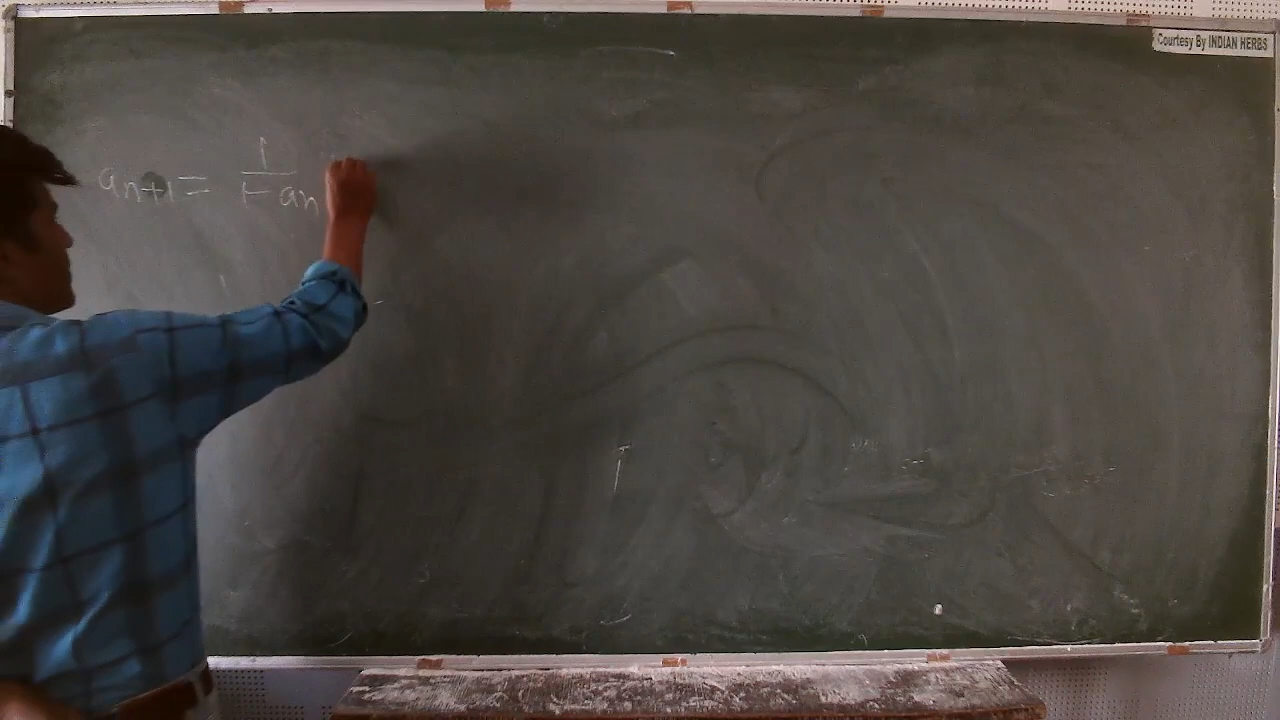 Courtesy By INDIAN HERBS
an+1 = 1/1-an